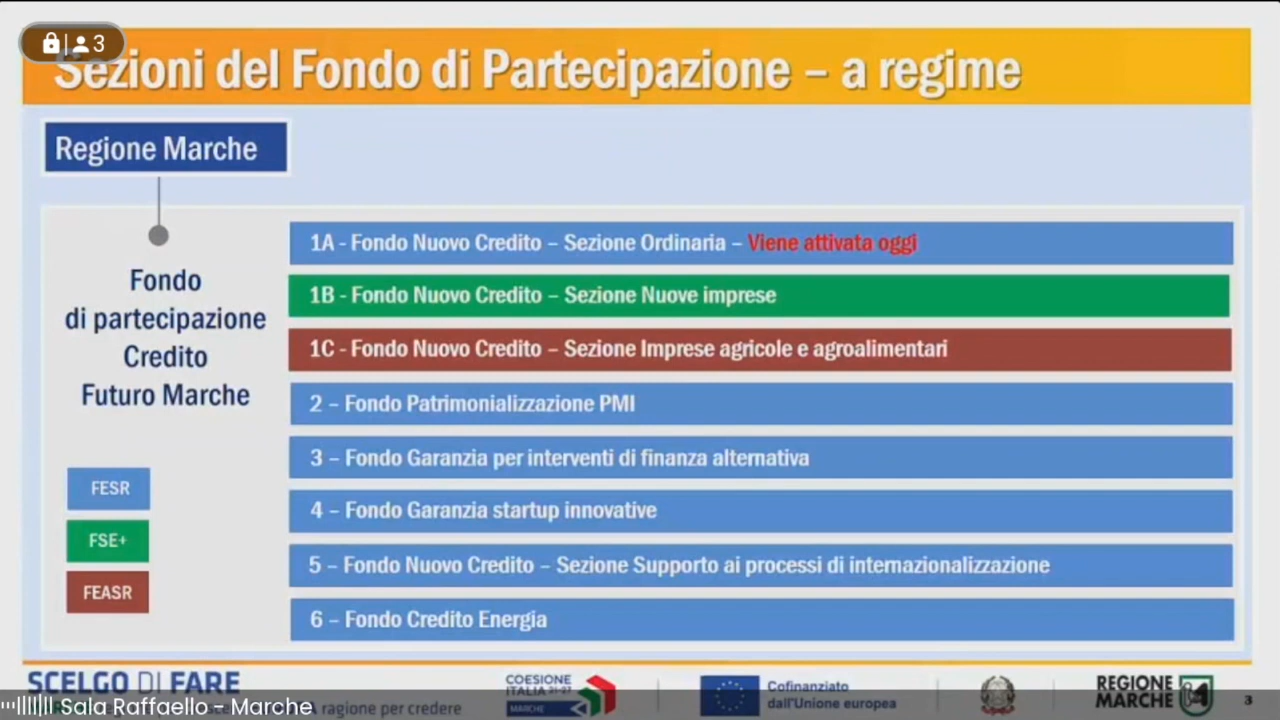 3
Sezioni del Fondo di Partecipazione – a regime
Regione Marche
Fondo
di partecipazione
Credito
Futuro Marche
1A - Fondo Nuovo Credito – Sezione Ordinaria – Viene attivata oggi
1B - Fondo Nuovo Credito – Sezione Nuove imprese
1C - Fondo Nuovo Credito – Sezione Imprese agricole e agroalimentari
2 – Fondo Patrimonializzazione PMI
3 – Fondo Garanzia per interventi di finanza alternativa
4 – Fondo Garanzia startup innovative
5 – Fondo Nuovo Credito – Sezione Supporto ai processi di internazionalizzazione
6 – Fondo Credito Energia
FESR
FSE+
FEASR
SCELGO DI FARE
ragione per credere
Sala Raffaello – Marche
COESIONE
ITALIA 21-27
MARCHE
Cofinanziato
dall'Unione europea
REGIONE
MARCHE
3